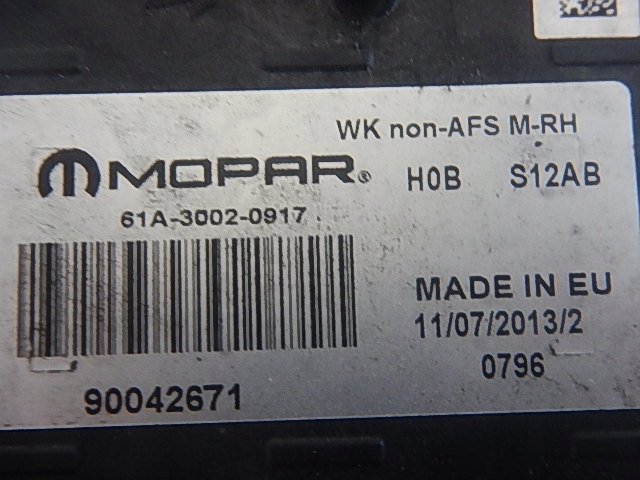 WK non-AFS M-RH
MOPAR® H0B S12AB
61A-3002-0917
MADE IN EU
11/07/2013/2
0796
90042671